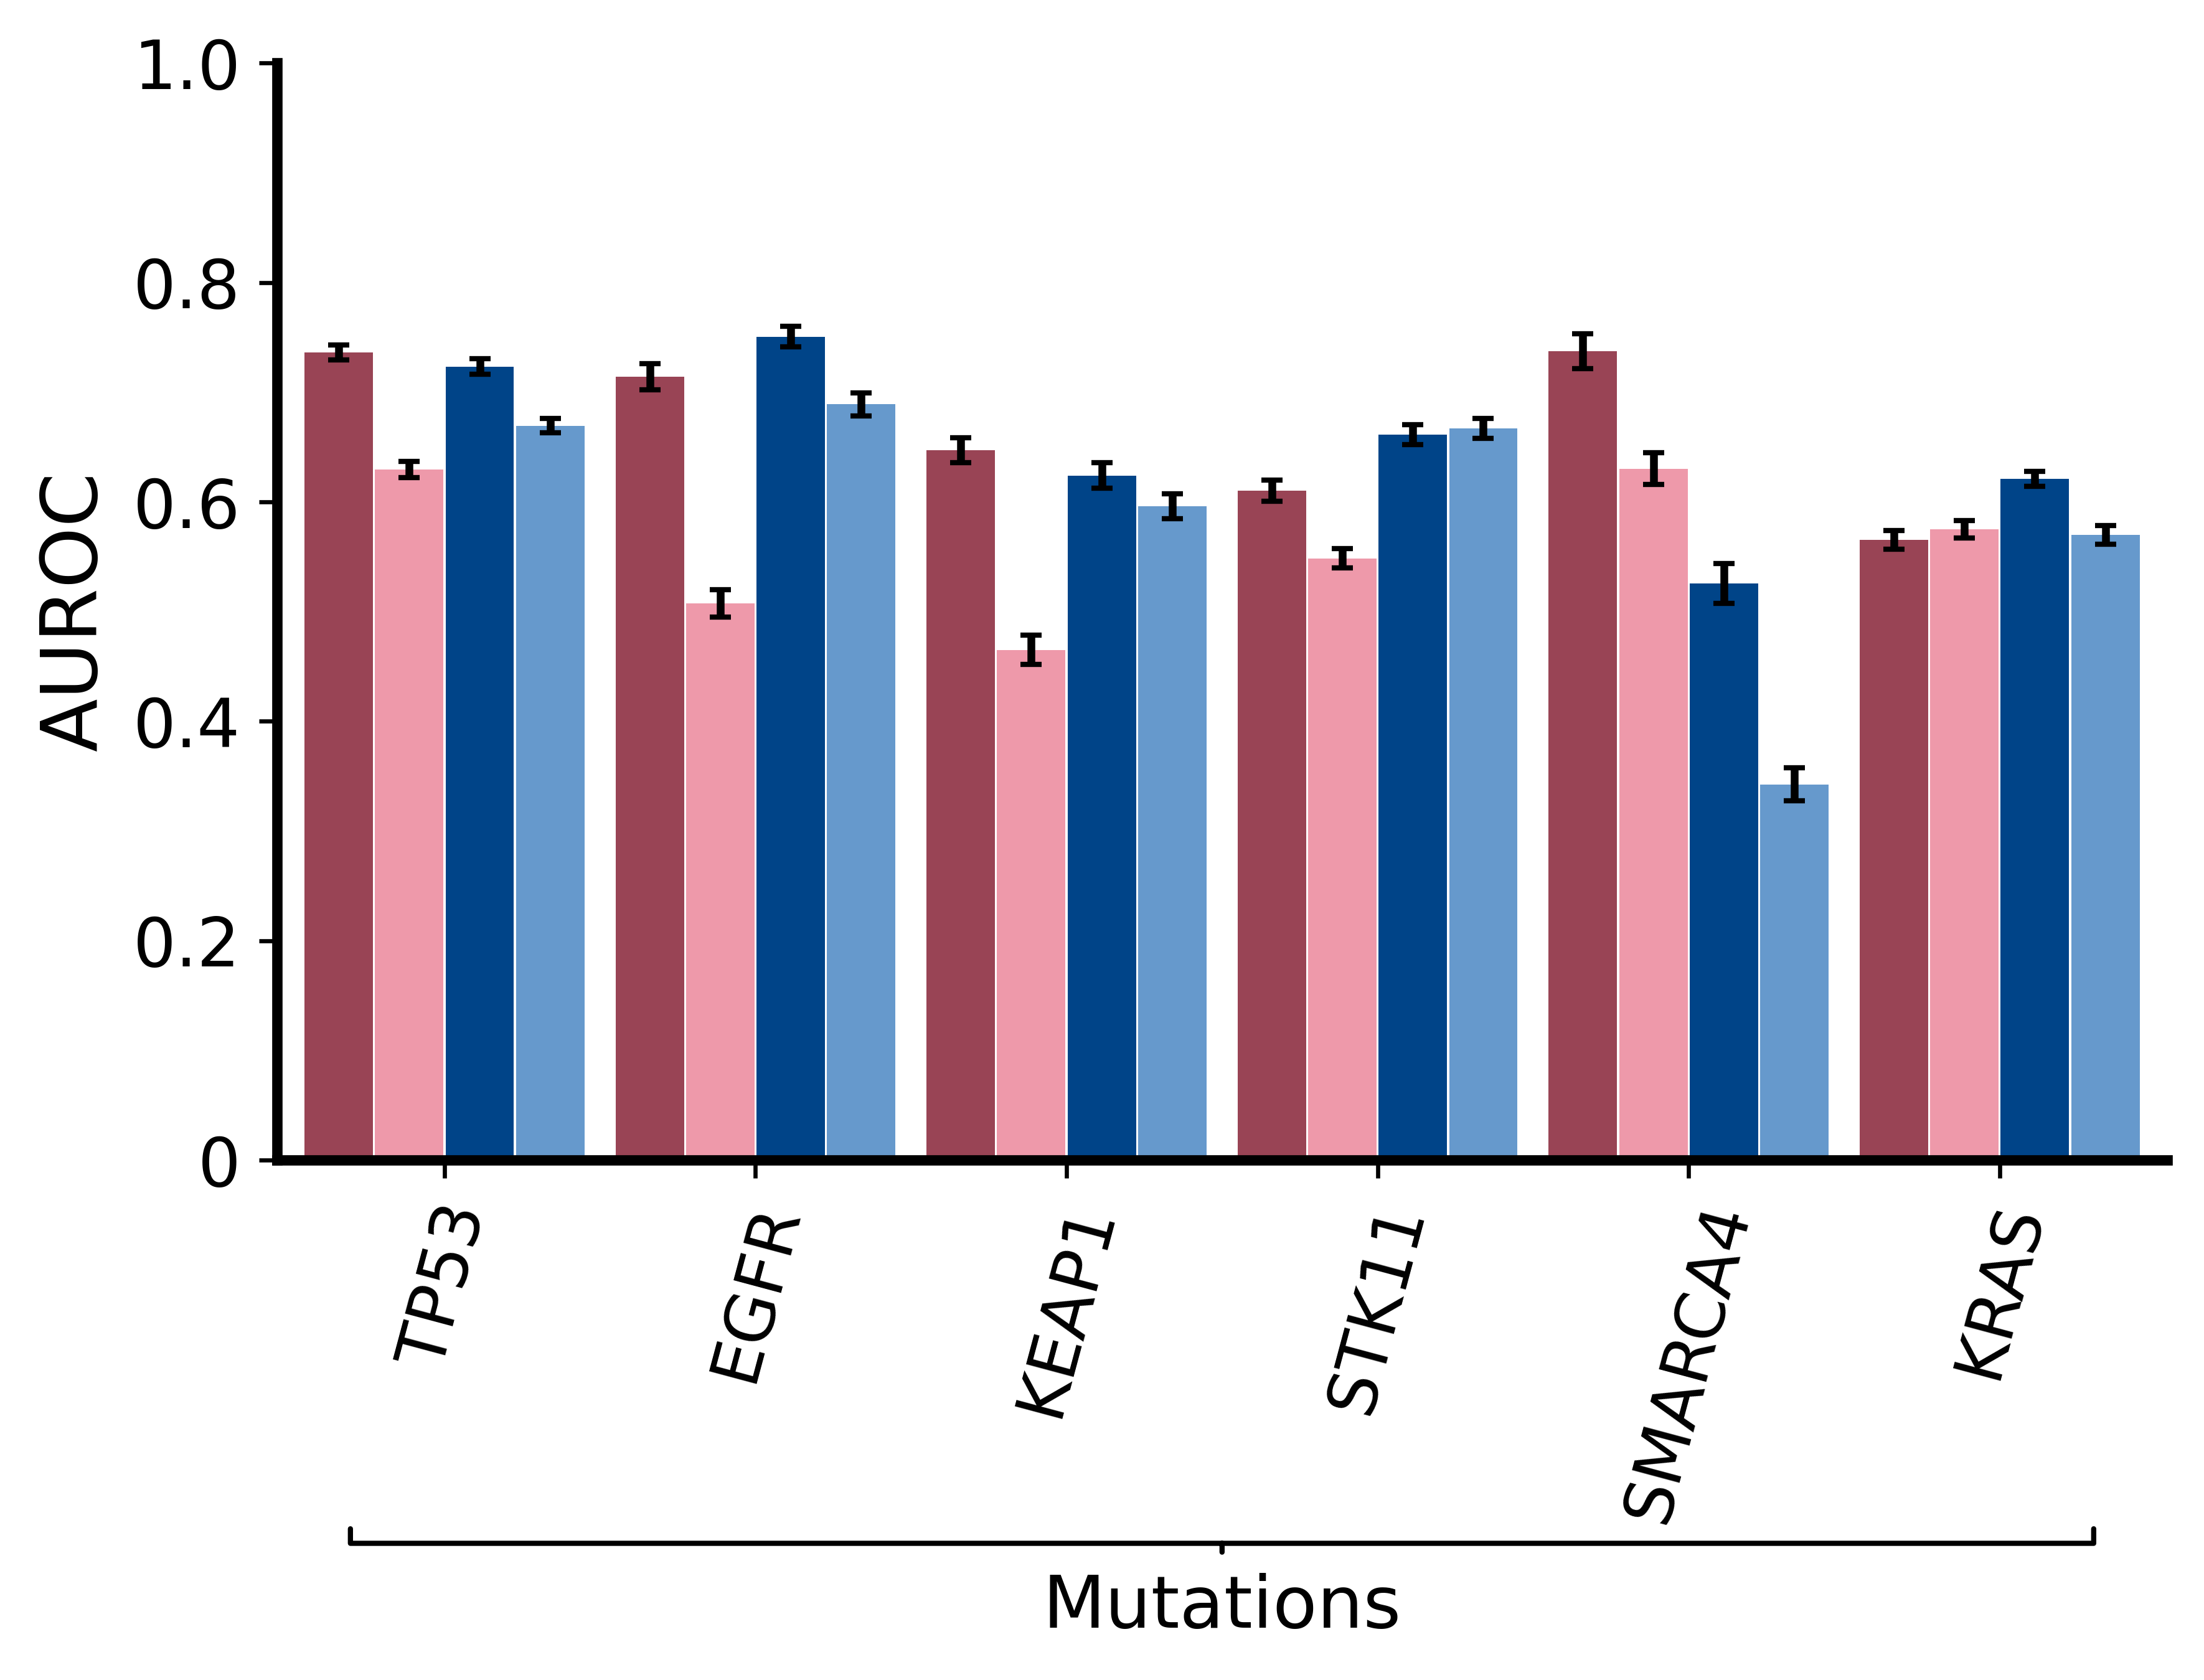 1.0
0.8
0.6
0.4
0.2
0
AUROC
TP53
EGFR
KEAP1
STK11
SMARCA4
KRAS
Mutations